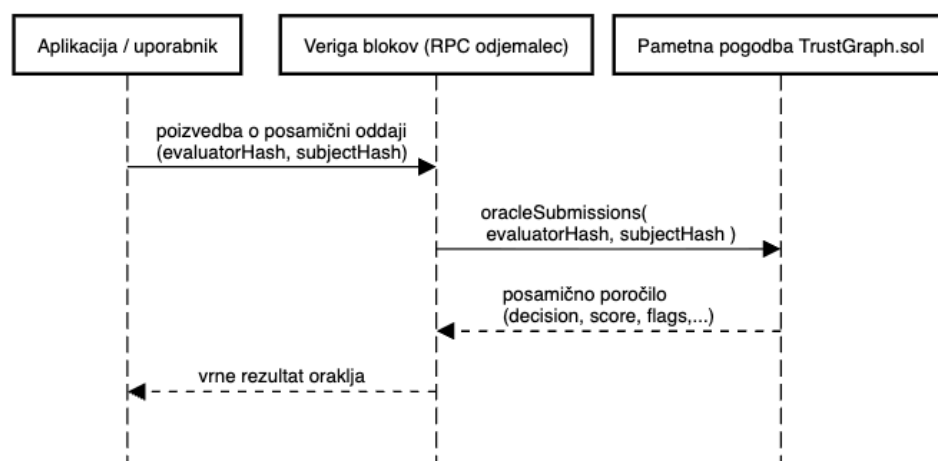 Aplikacija / uporabnik
Veriga blokov (RPC odjemalec)
Pametna pogodba TrustGraph.sol
poizvedba o posamični oddaji
(evaluatorHash, subjectHash)
oracleSubmissions(
evaluatorHash, subjectHash )
posamično poročilo
(decision, score, flags,...)
vrne rezultat oraklja